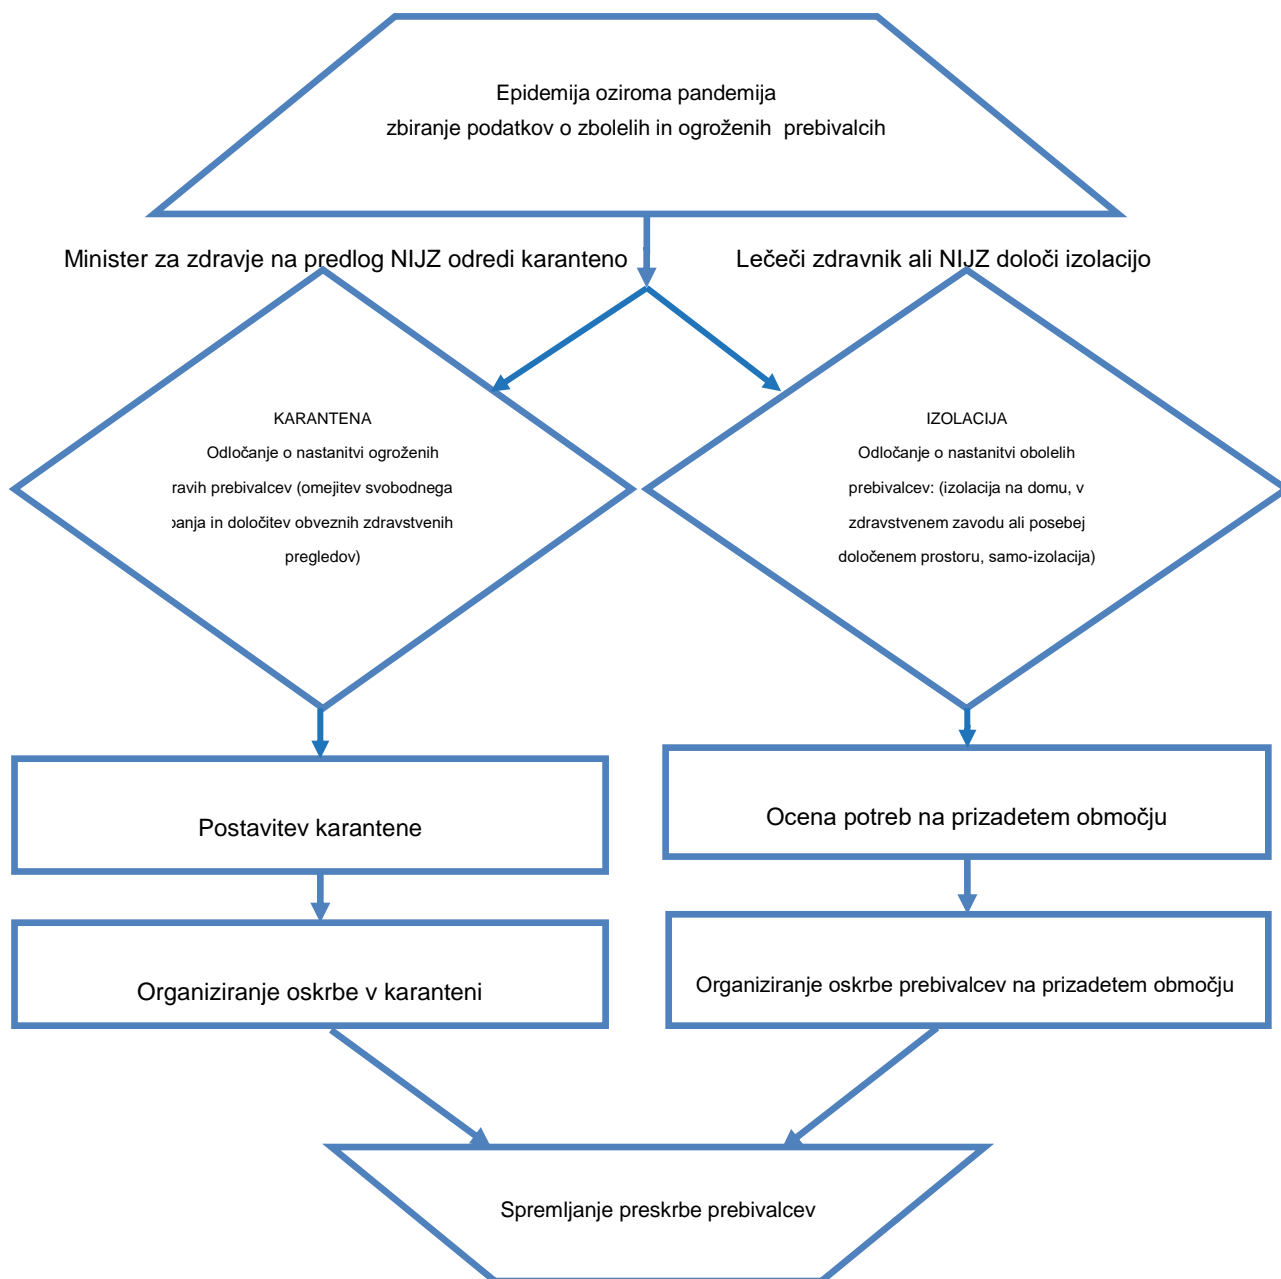 Epidemija oziroma pandemija
zbiranje podatkov o zbolelih in ogroženih prebivalcih
Minister za zdravje na predlog NIJZ odredi karanteno
Lečeči zdravnik ali NIJZ določi izolacijo
KARANTENA
Odločanje o nastanitvi ogroženih
ravih prebivalcev (omejitev svobodnega
banja in določitev obveznih zdravstvenih
pregledov)
IZOLACIJA
Odločanje o nastanitvi obolelih
prebivalcev: (izolacija na domu, v
zdravstvenem zavodu ali posebej
določenem prostoru, samo-izolacija)
Postavitev karantene
Ocena potreb na prizadetem območju
Organiziranje oskrbe v karanteni
Organiziranje oskrbe prebivalcev na prizadetem območju
Spremljanje preskrbe prebivalcev